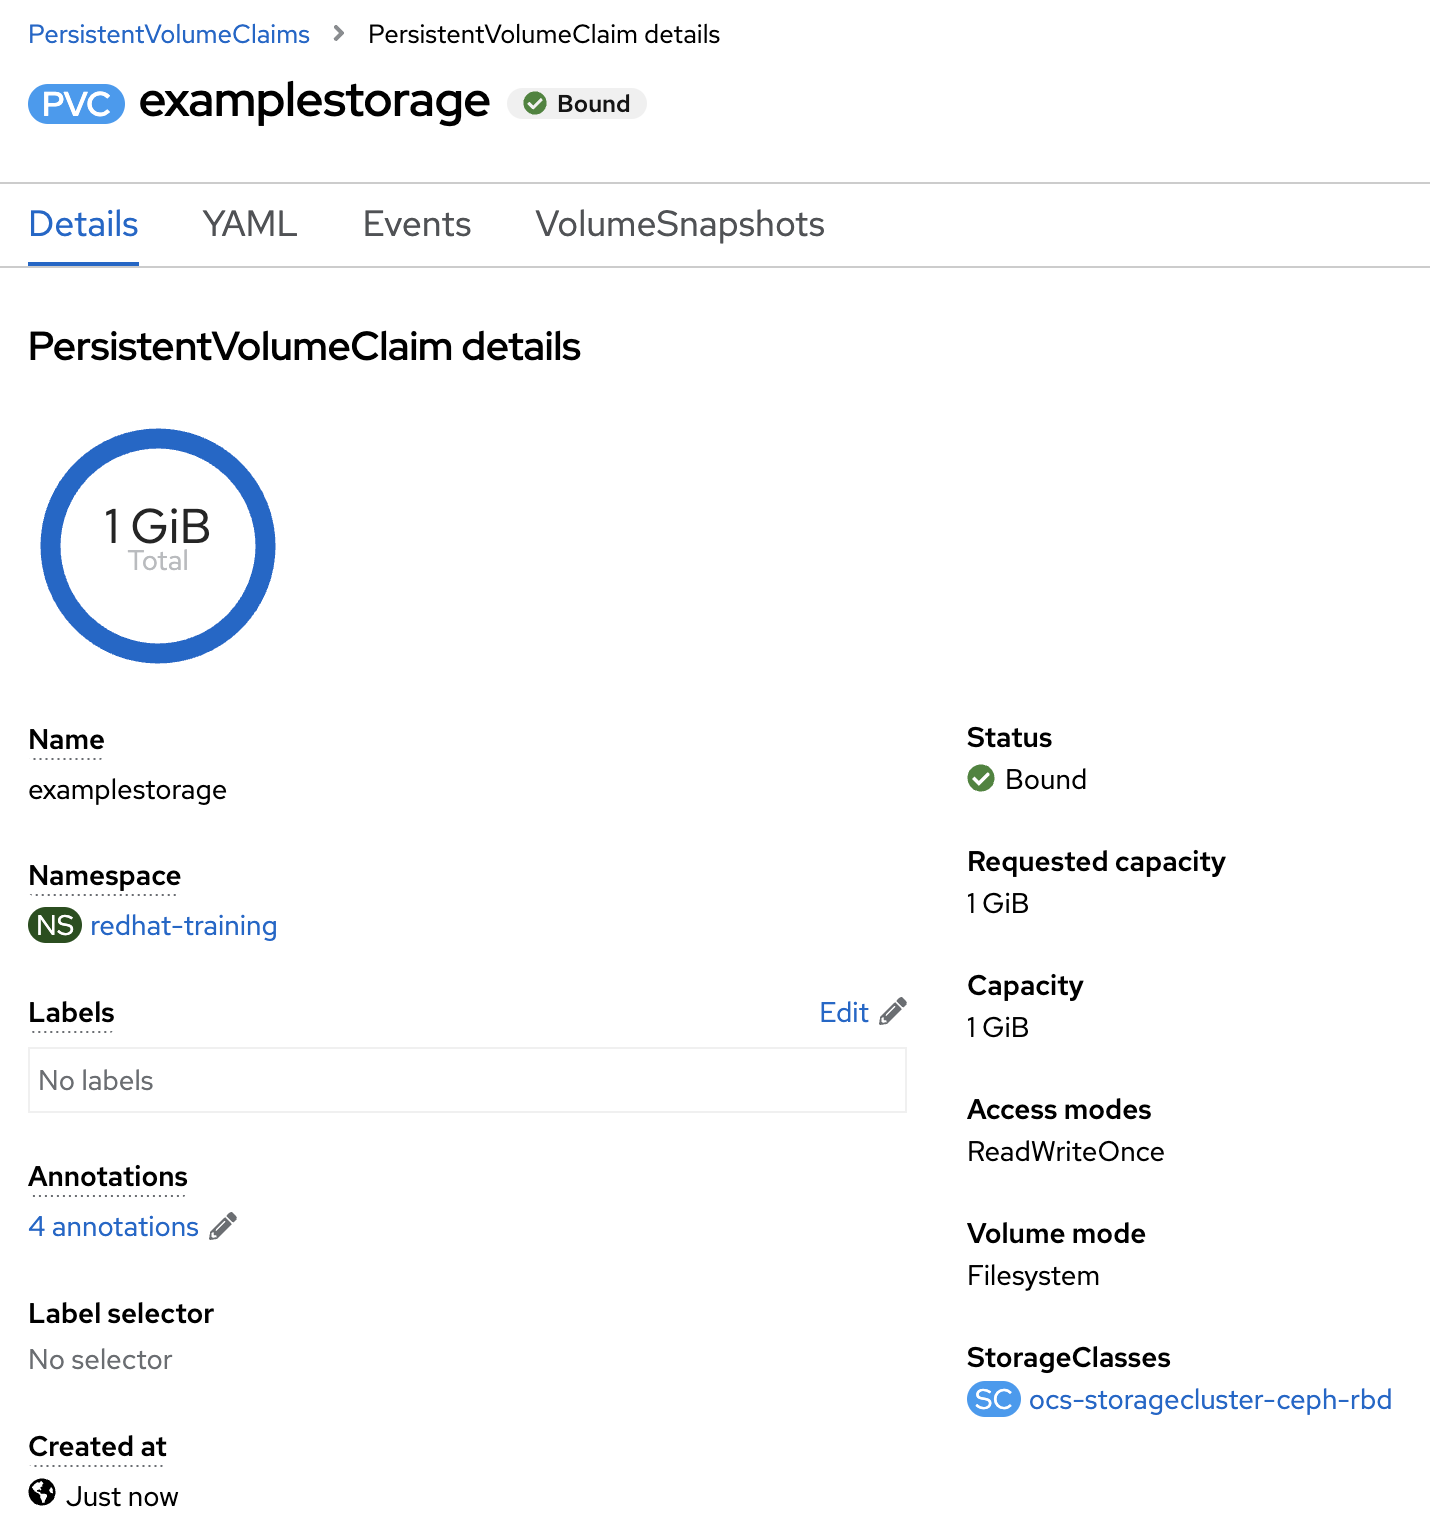 PersistentVolumeClaims > PersistentVolumeClaim details
PVC examplestorage Bound
Details YAML Events VolumeSnapshots
PersistentVolumeClaim details
1 GiB
Total
Name
examplestorage
Namespace
NS redhat-training
Labels Edit
No labels
Annotations
4 annotations
Label selector
No selector
Created at
Just now
Status
Bound
Requested capacity
1 GiB
Capacity
1 GiB
Access modes
ReadWriteOnce
Volume mode
Filesystem
StorageClasses
SC ocs-storagecluster-ceph-rbd